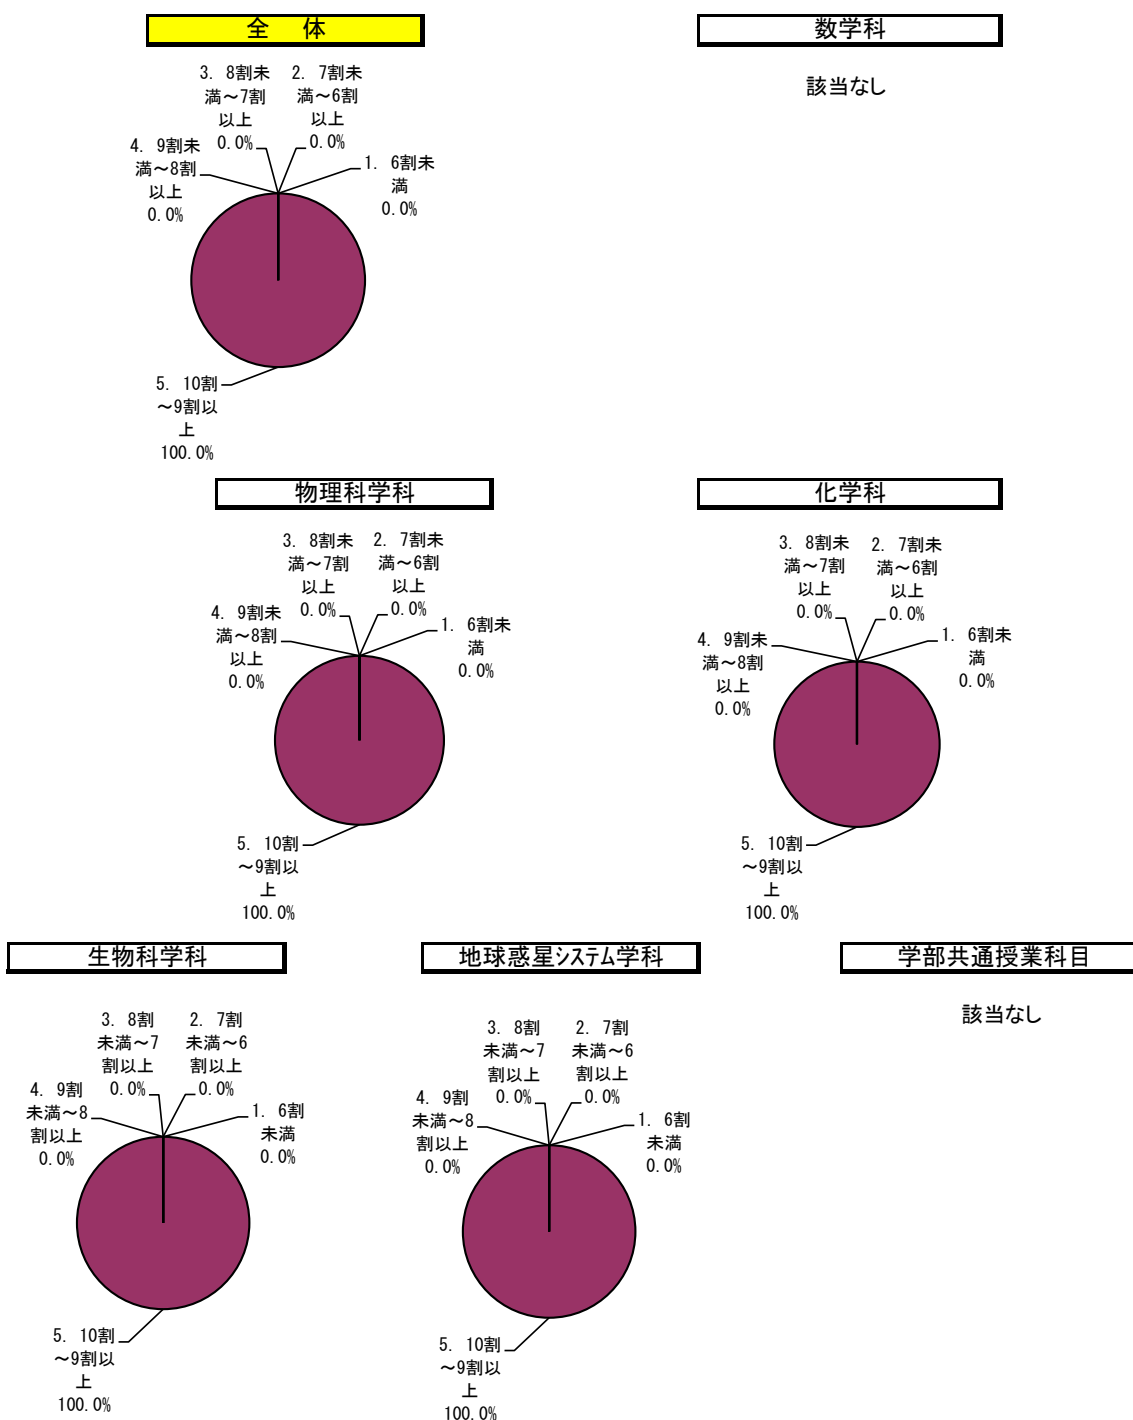 全　体
3. 8割未
満～7割
以上
0.0%
2. 7割未
満～6割
以上
0.0%
4. 9割未
満～8割
以上
0.0%
1. 6割未
満
0.0%
5. 10割
～9割以
上
100.0%
数学科
該当なし
物理科学科
3. 8割未
満～7割
以上
0.0%
2. 7割未
満～6割
以上
0.0%
4. 9割未
満～8割
以上
0.0%
1. 6割未
満
0.0%
5. 10割
～9割以
上
100.0%
化学科
3. 8割未
満～7割
以上
0.0%
2. 7割未
満～6割
以上
0.0%
4. 9割未
満～8割
以上
0.0%
1. 6割未
満
0.0%
5. 10割
～9割以
上
100.0%
生物科学科
3. 8割
未満～7
割以上
0.0%
2. 7割
未満～6
割以上
0.0%
4. 9割
未満～8
割以上
0.0%
1. 6割
未満
0.0%
5. 10割
～9割以
上
100.0%
地球惑星システム学科
3. 8割
未満～7
割以上
0.0%
2. 7割
未満～6
割以上
0.0%
4. 9割
未満～8
割以上
0.0%
1. 6割
未満
0.0%
5. 10割
～9割以
上
100.0%
学部共通授業科目
該当なし